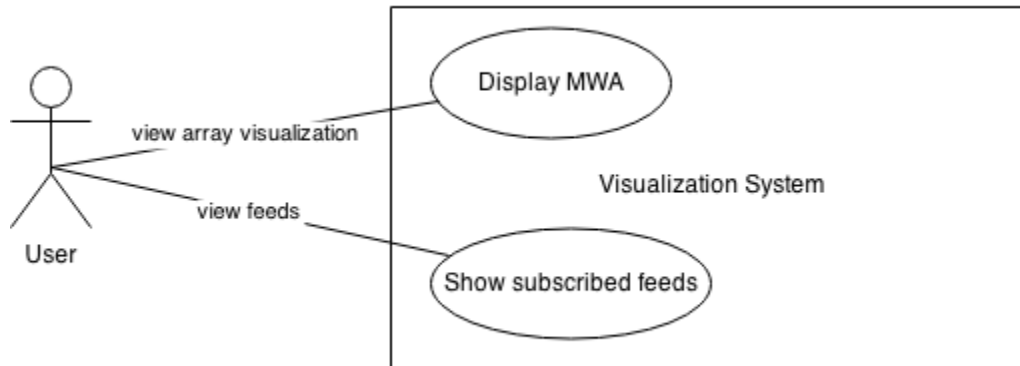 Display MWA
view array visualization
Visualization System
view feeds
User
Show subscribed feeds